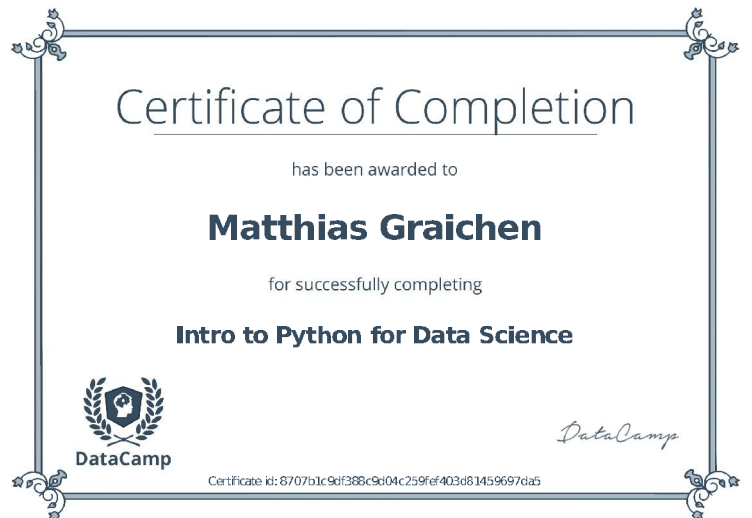 Certificate of Completion
has been awarded to
Matthias Graichen
for successfully completing
Intro to Python for Data Science
DataCamp
DataCamp
Certificate id: 8707b1c9df388c9d04c259fef403d81459697da5